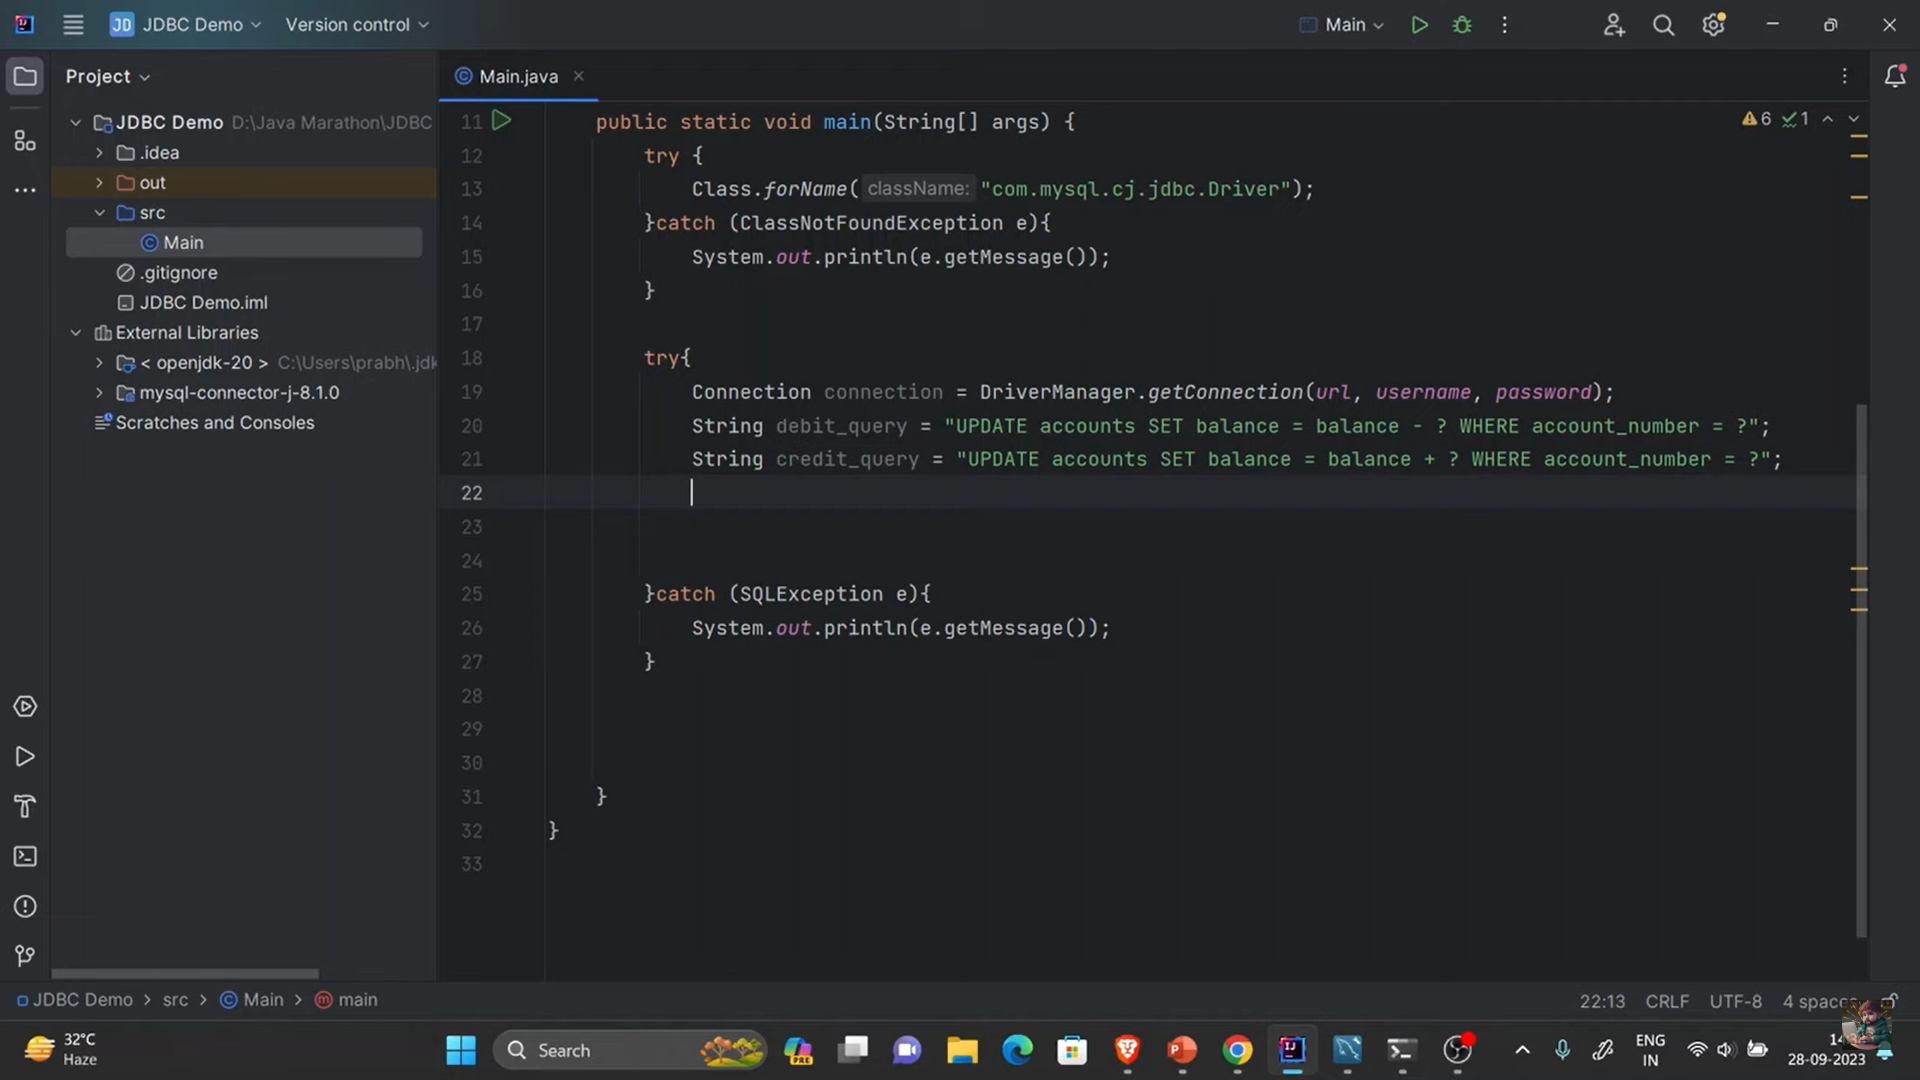 JD JDBC Demo Version control Main
Project
Main.java
JDBC Demo D:\Java Marathon\JDBC
.idea
out
src
Main
.gitignore
JDBC Demo.iml
External Libraries
< openjdk-20 > C:\Users\prabh\.jdk
mysql-connector-j-8.1.0
Scratches and Consoles
6 1
11 public static void main(String[] args) {
12 try {
13 Class.forName( className: "com.mysql.cj.jdbc.Driver");
14 }catch (ClassNotFoundException e){
15 System.out.println(e.getMessage());
16 }
17
18 try{
19 Connection connection = DriverManager.getConnection(url, username, password);
20 String debit_query = "UPDATE accounts SET balance = balance - ? WHERE account_number = ?";
21 String credit_query = "UPDATE accounts SET balance = balance + ? WHERE account_number = ?";
22
23
24
25 }catch (SQLException e){
26 System.out.println(e.getMessage());
27 }
28
29
30
31 }
32 }
33
JDBC Demo > src > Main > main
22:13 CRLF UTF-8 4
32°C
Haze
Search
PRE
ENG
IN
28-09-2023